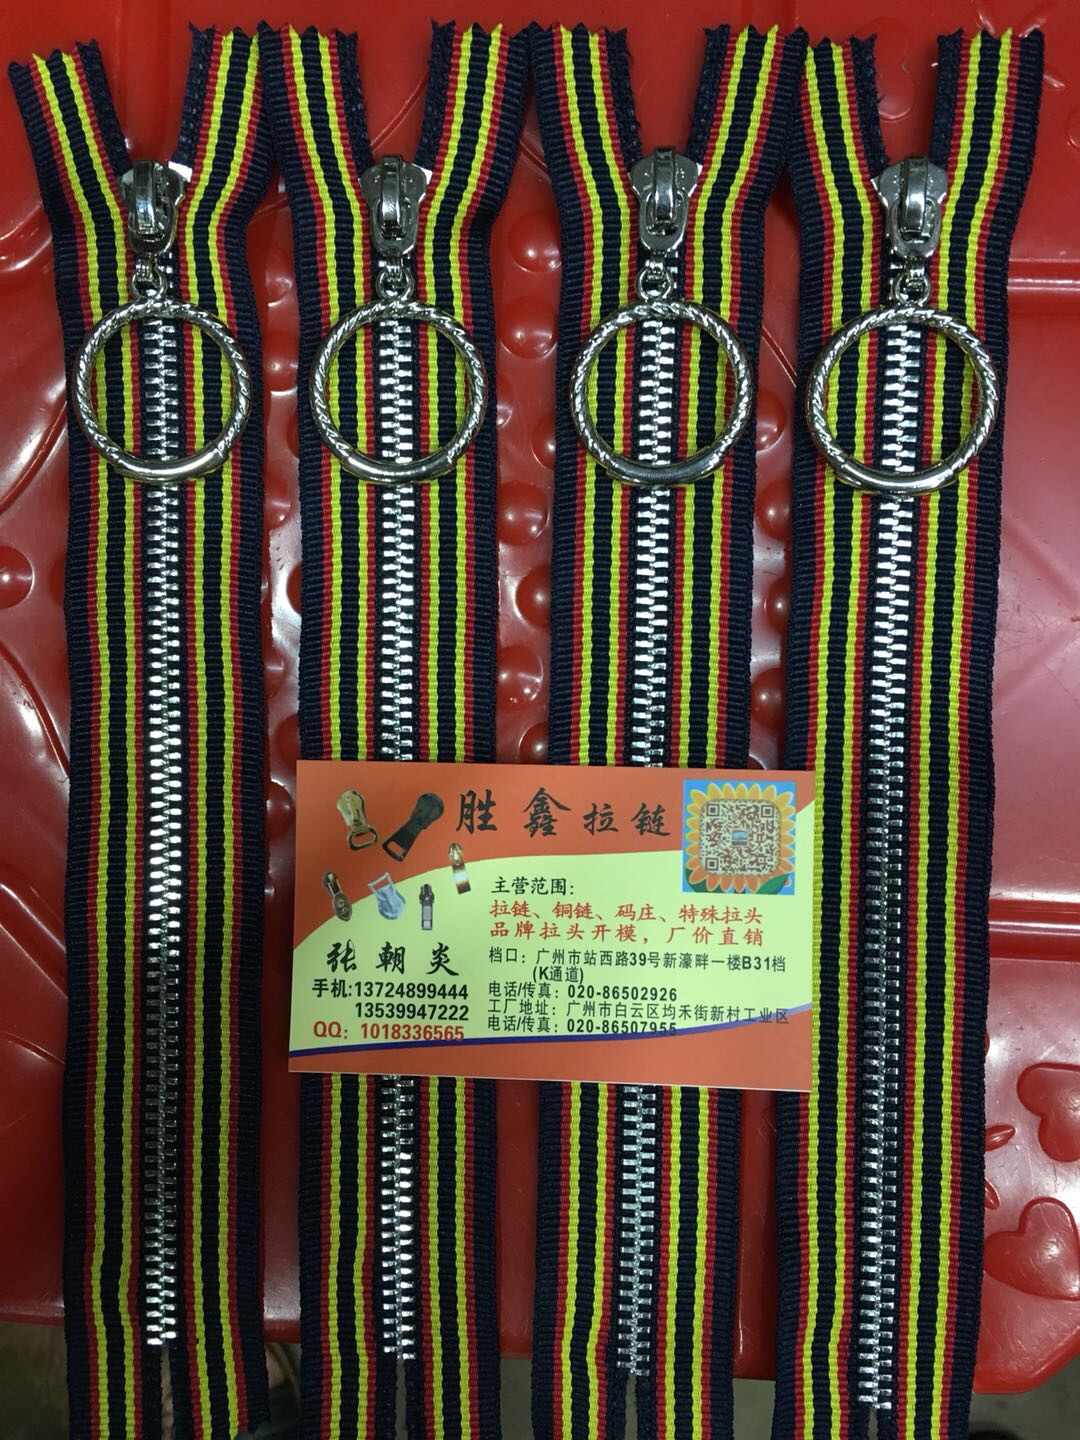 胜鑫拉链
主营范围:
拉链、铜链、码庄、特殊拉头
品牌拉头开模，厂价直销
张朝炎
手机:13724899444
13539947222
QQ：1018336565
档口：广州市站西路39号新濠畔一楼B31档
(K通道)
电话/传真：020-86502926
工厂地址：广州市白云区均禾街新村工业区
电话/传真：020-86507955